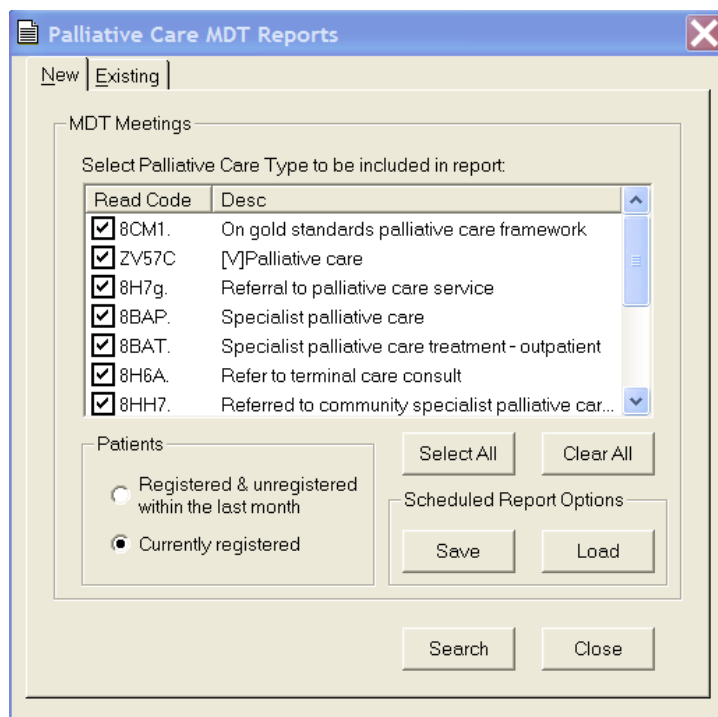 Palliative Care MDT Reports
New Existing
MDT Meetings
Select Palliative Care Type to be included in report:
Read Code Desc
8CM1. On gold standards palliative care framework
ZV57C [V]Palliative care
8H7g. Referral to palliative care service
8BAP. Specialist palliative care
8BAT. Specialist palliative care treatment - outpatient
8H6A. Refer to terminal care consult
8HH7. Referred to community specialist palliative car...
Patients
Registered & unregistered
within the last month
Currently registered
Select All Clear All
Scheduled Report Options
Save Load
Search Close